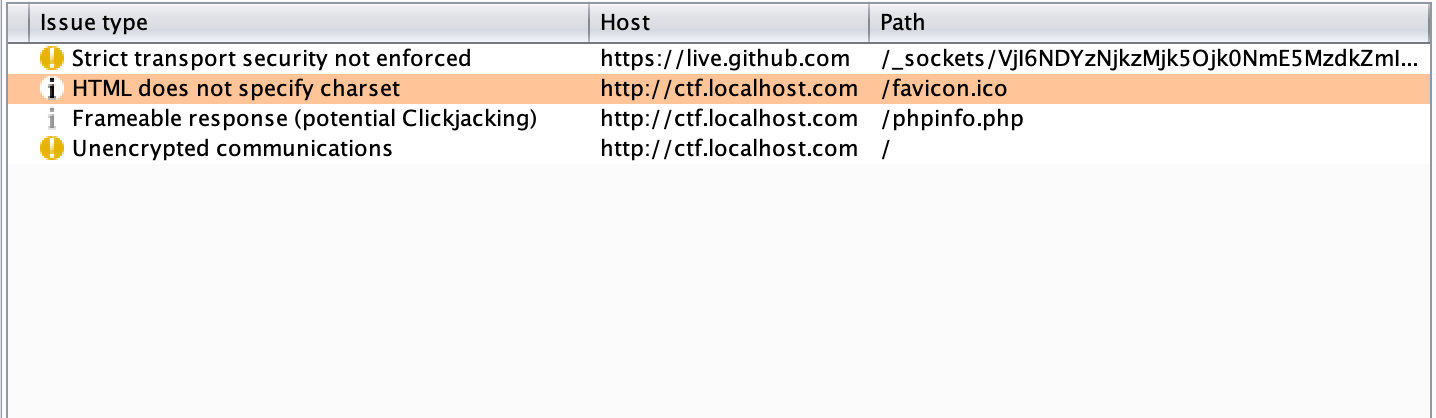 Issue type Host Path
Strict transport security not enforced https://live.github.com /_sockets/VjI6NDYzNjkzMjk5Ojk0NmE5MzdkZmI...
HTML does not specify charset http://ctf.localhost.com /favicon.ico
Frameable response (potential Clickjacking) http://ctf.localhost.com /phpinfo.php
Unencrypted communications http://ctf.localhost.com /